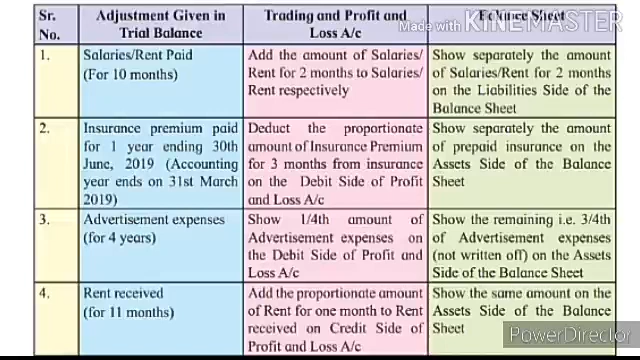 Sr.
No.
Adjustment Given in
Trial Balance
Trading and Profit and
Loss A/c
Balance Sheet
Made with KINEMASTER
1.
Salaries/Rent Paid
(For 10 months)
Add the amount of Salaries/
Rent for 2 months to Salaries/
Rent respectively
Show separately the amount
of Salaries/Rent for 2 months
on the Liabilities Side of the
Balance Sheet
2.
Insurance premium paid
for 1 year ending 30th
June, 2019 (Accounting
year ends on 31st March
2019)
Deduct the proportionate
amount of Insurance Premium
for 3 months from insurance
on the Debit Side of Profit
and Loss A/c
Show separately the amount
of prepaid insurance on the
Assets Side of the Balance
Sheet
3.
Advertisement expenses
(for 4 years)
Show 1/4th amount of
Advertisement expenses on
the Debit Side of Profit and
Loss A/c
Show the remaining i.e. 3/4th
of Advertisement expenses
(not written off) on the Assets
Side of the Balance Sheet
4.
Rent received
(for 11 months)
Add the proportionate amount
of Rent for one month to Rent
received on Credit Side of
Profit and Loss A/c
Show the same amount on the
Assets Side of the Balance
Sheet
PowerDirector